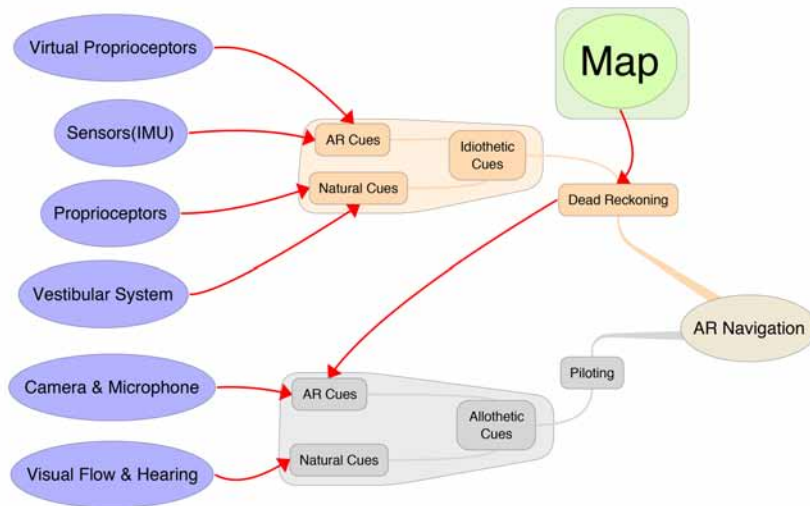 Virtual Proprioceptors
Map
Sensors(IMU)
AR Cues
Idiothetic
Cues
Natural Cues
Proprioceptors
Dead Reckoning
Vestibular System
AR Navigation
Piloting
Camera & Microphone
AR Cues
Allothetic
Cues
Natural Cues
Visual Flow & Hearing